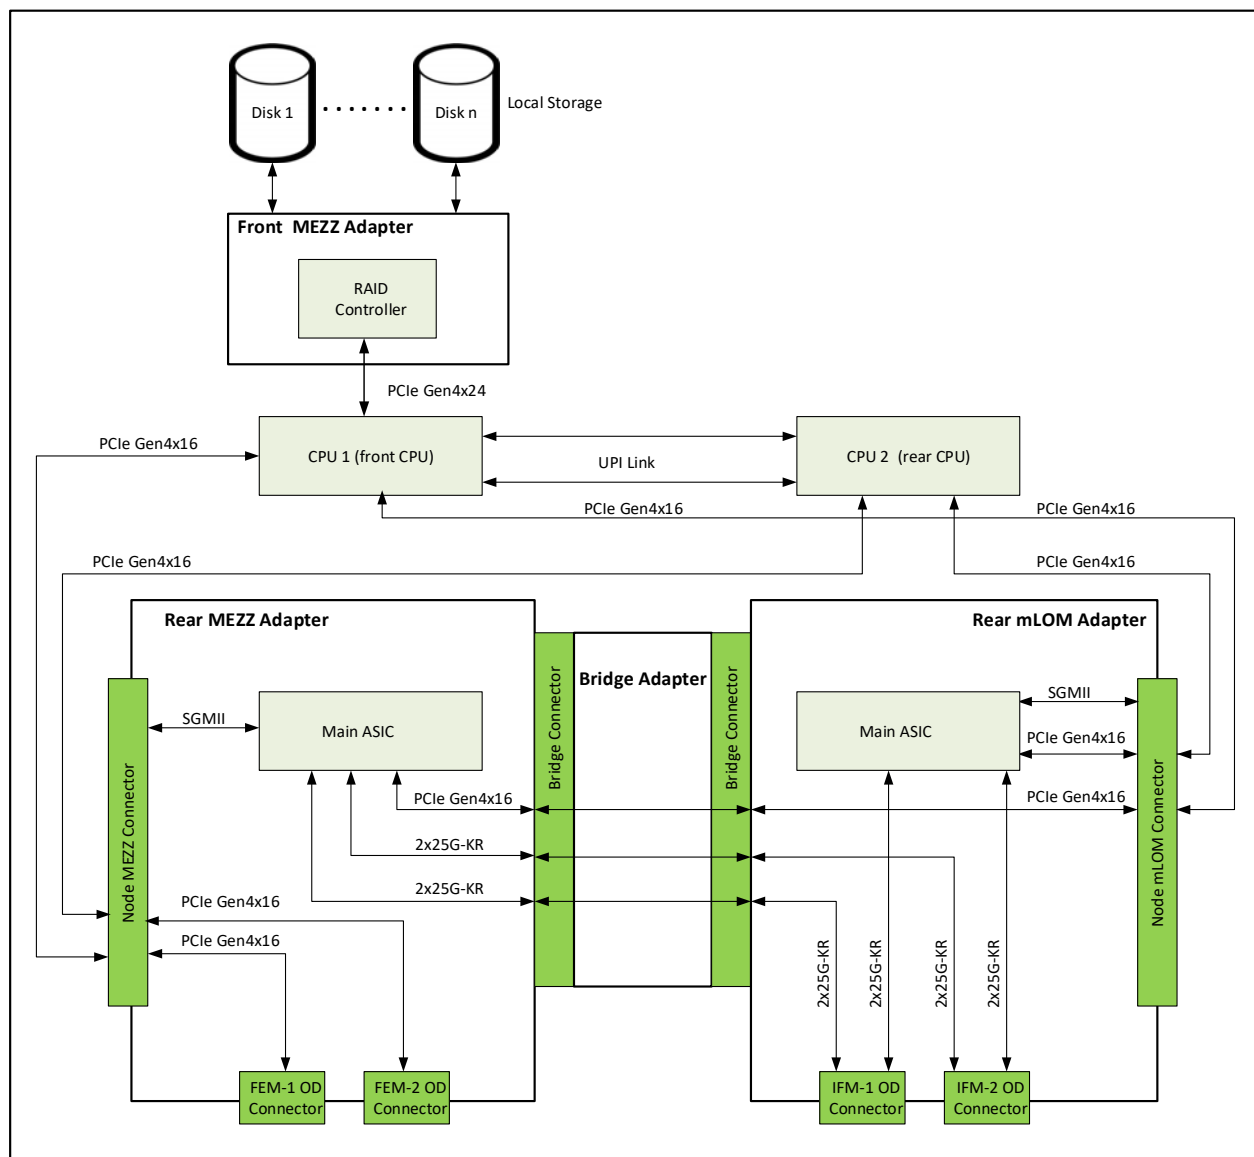 Disk 1
Disk n
Local Storage
Front  MEZZ Adapter
RAID
Controller
PCIe Gen4x24
PCIe Gen4x16
CPU 1 (front CPU)
UPI Link
CPU 2  (rear CPU)
PCIe Gen4x16
PCIe Gen4x16
PCIe Gen4x16
PCIe Gen4x16
Rear MEZZ Adapter
Rear mLOM Adapter
Bridge Adapter
Bridge Connector
Bridge Connector
Node MEZZ Connector
Node mLOM Connector
SGMII
Main ASIC
Main ASIC
SGMII
PCIe Gen4x16
PCIe Gen4x16
PCIe Gen4x16
2x25G-KR
2x25G-KR
PCIe Gen4x16
PCIe Gen4x16
2x25G-KR
2x25G-KR
2x25G-KR
2x25G-KR
FEM-1 OD
Connector
FEM-2 OD
Connector
IFM-1 OD
Connector
IFM-2 OD
Connector